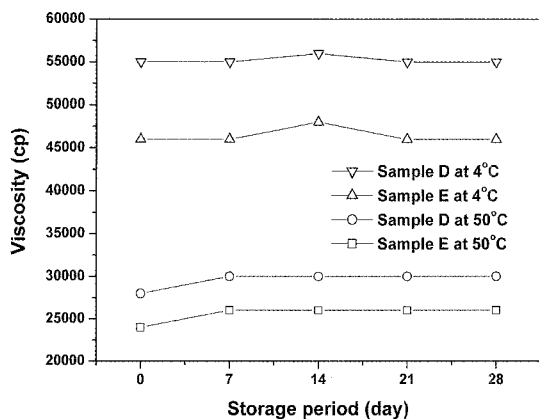 60000
55000
50000
45000
40000
35000
30000
25000
20000
Viscosity (cp)
Sample D at 4°C
Sample E at 4°C
Sample D at 50°C
Sample E at 50°C
0 7 14 21 28
Storage period (day)